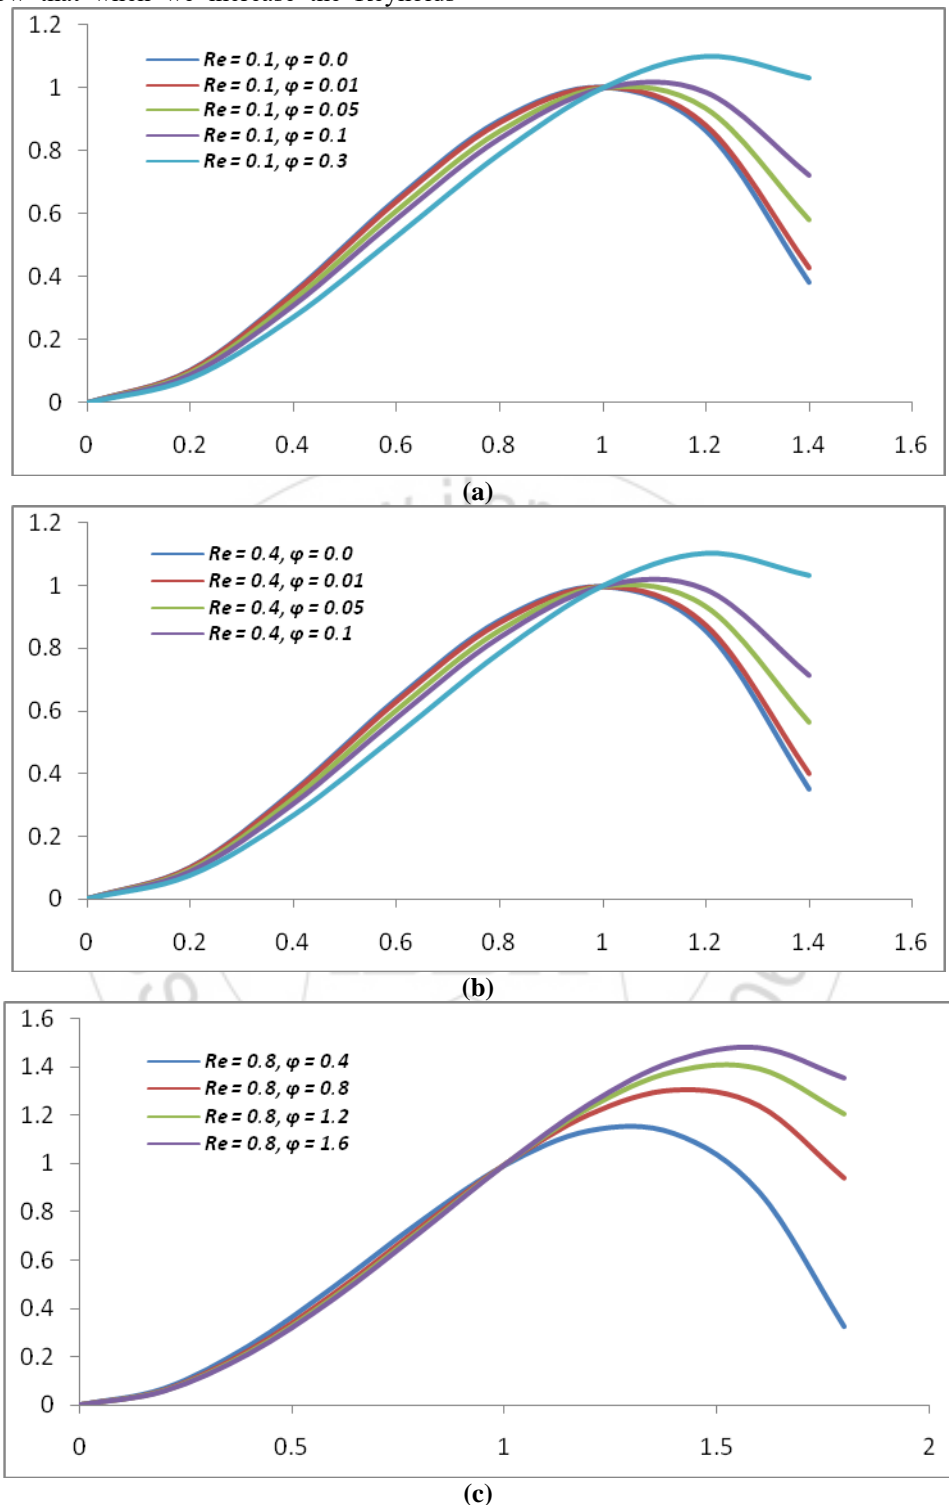 that when we increase the Reynolds
1.2
1
0.8
0.6
0.4
0.2
0
0 0.2 0.4 0.6 0.8 1 1.2 1.4 1.6
Re = 0.1, φ = 0.0
Re = 0.1, φ = 0.01
Re = 0.1, φ = 0.05
Re = 0.1, φ = 0.1
Re = 0.1, φ = 0.3
(a)
1.2
1
0.8
0.6
0.4
0.2
0
0 0.2 0.4 0.6 0.8 1 1.2 1.4 1.6
Re = 0.4, φ = 0.0
Re = 0.4, φ = 0.01
Re = 0.4, φ = 0.05
Re = 0.4, φ = 0.1
(b)
1.6
1.4
1.2
1
0.8
0.6
0.4
0.2
0
0 0.5 1 1.5 2
Re = 0.8, φ = 0.4
Re = 0.8, φ = 0.8
Re = 0.8, φ = 1.2
Re = 0.8, φ = 1.6
(c)